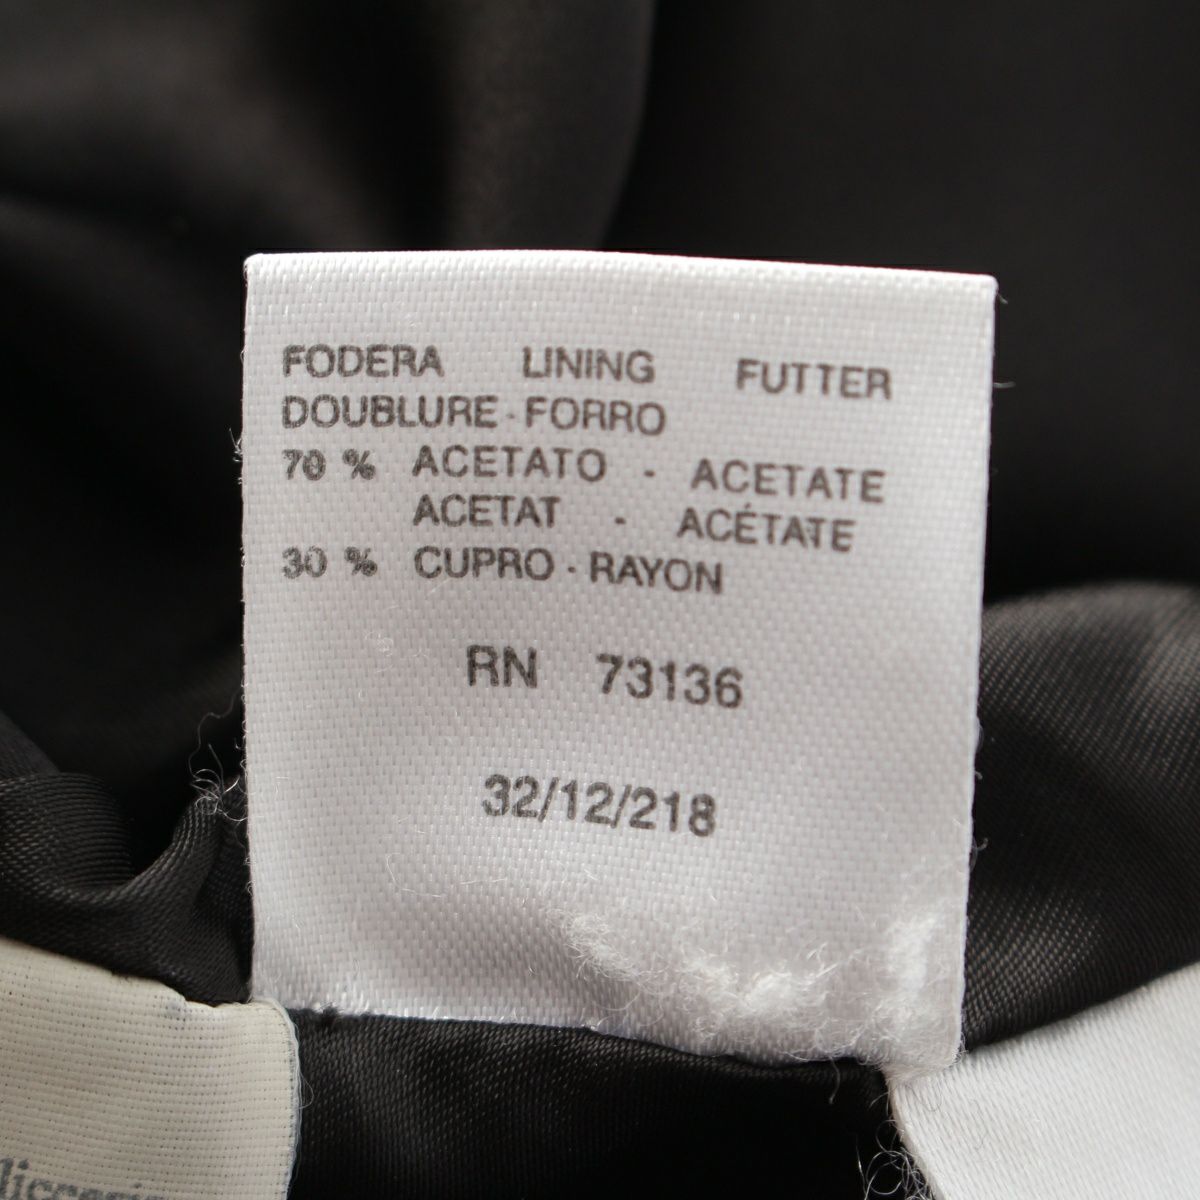 FODERA LINING FUTTER
DOUBLURE - FORRO
70 % ACETATO - ACETATE
ACETAT - ACÉTATE
30 % CUPRO - RAYON
RN 73136
32/12/218